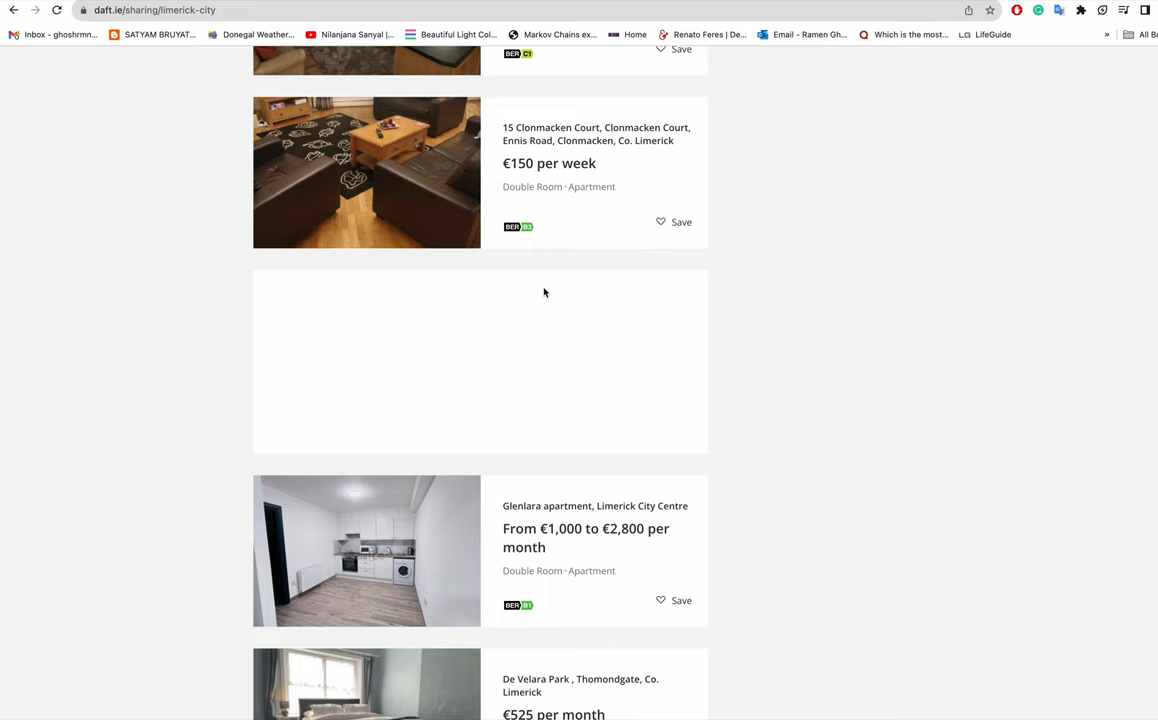 daft.ie/sharing/limerick-city
Inbox - ghoshrmn... SATYAM BRUYAT... Donegal Weather... Nilanjana Sanyal |... Beautiful Light Col... Markov Chains ex... Home Renato Feres | De... Email - Ramen Gh... Which is the most... LifeGuide » All Bo
BER C1
Save
15 Clonmacken Court, Clonmacken Court,
Ennis Road, Clonmacken, Co. Limerick
€150 per week
Double Room · Apartment
BER B3
Save
Glenlara apartment, Limerick City Centre
From €1,000 to €2,800 per
month
Double Room · Apartment
BER B1
Save
De Velara Park , Thomondgate, Co.
Limerick
€525 per month